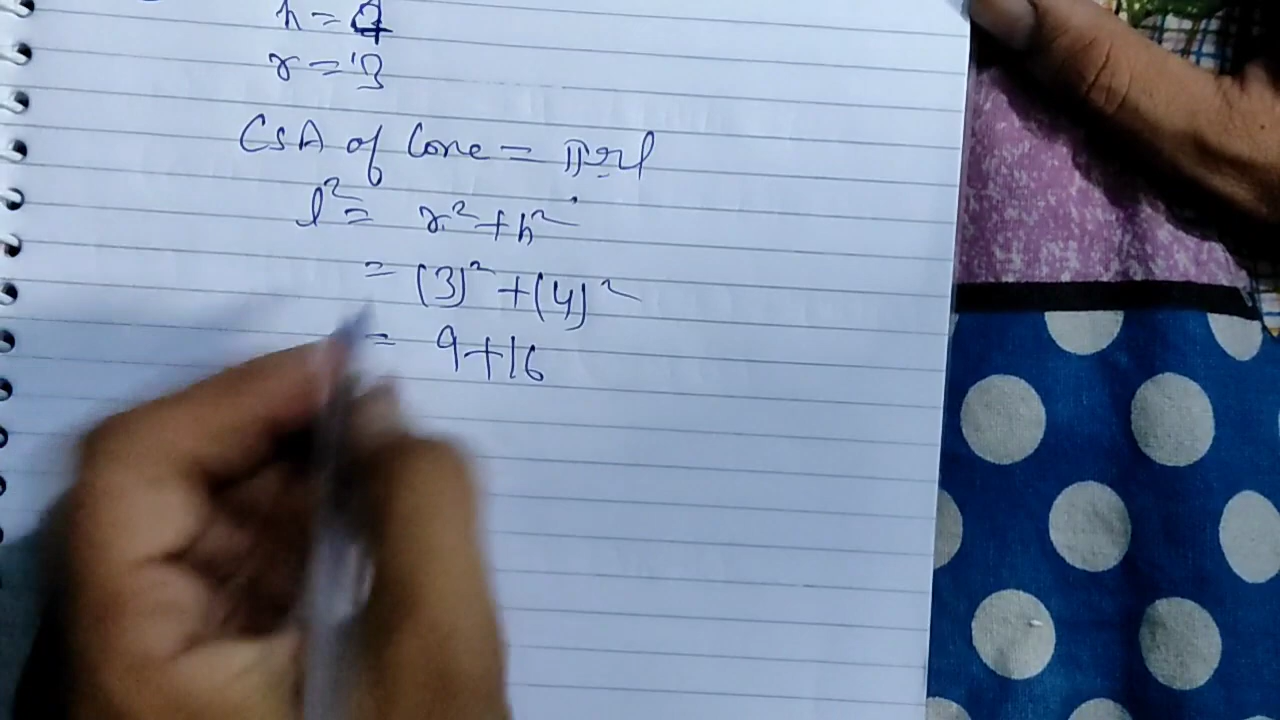 h = 4
r = 3
CSA of Cone = πrl
l² = r² + h²
= (3)² + (4)²
= 9 + 16